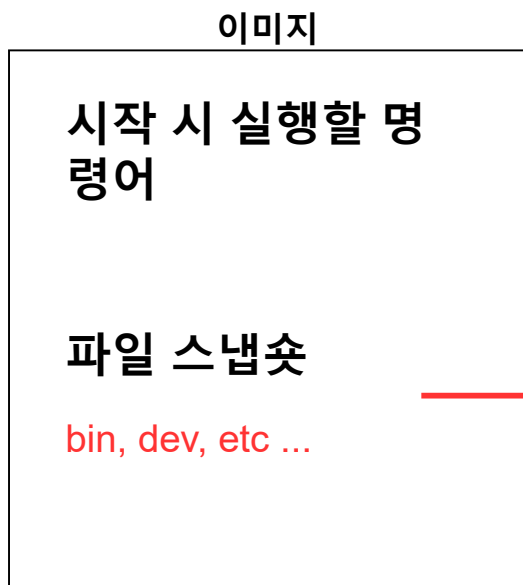 이미지
시작 시 실행할 명
령어
파일 스냅숏
bin, dev, etc ...